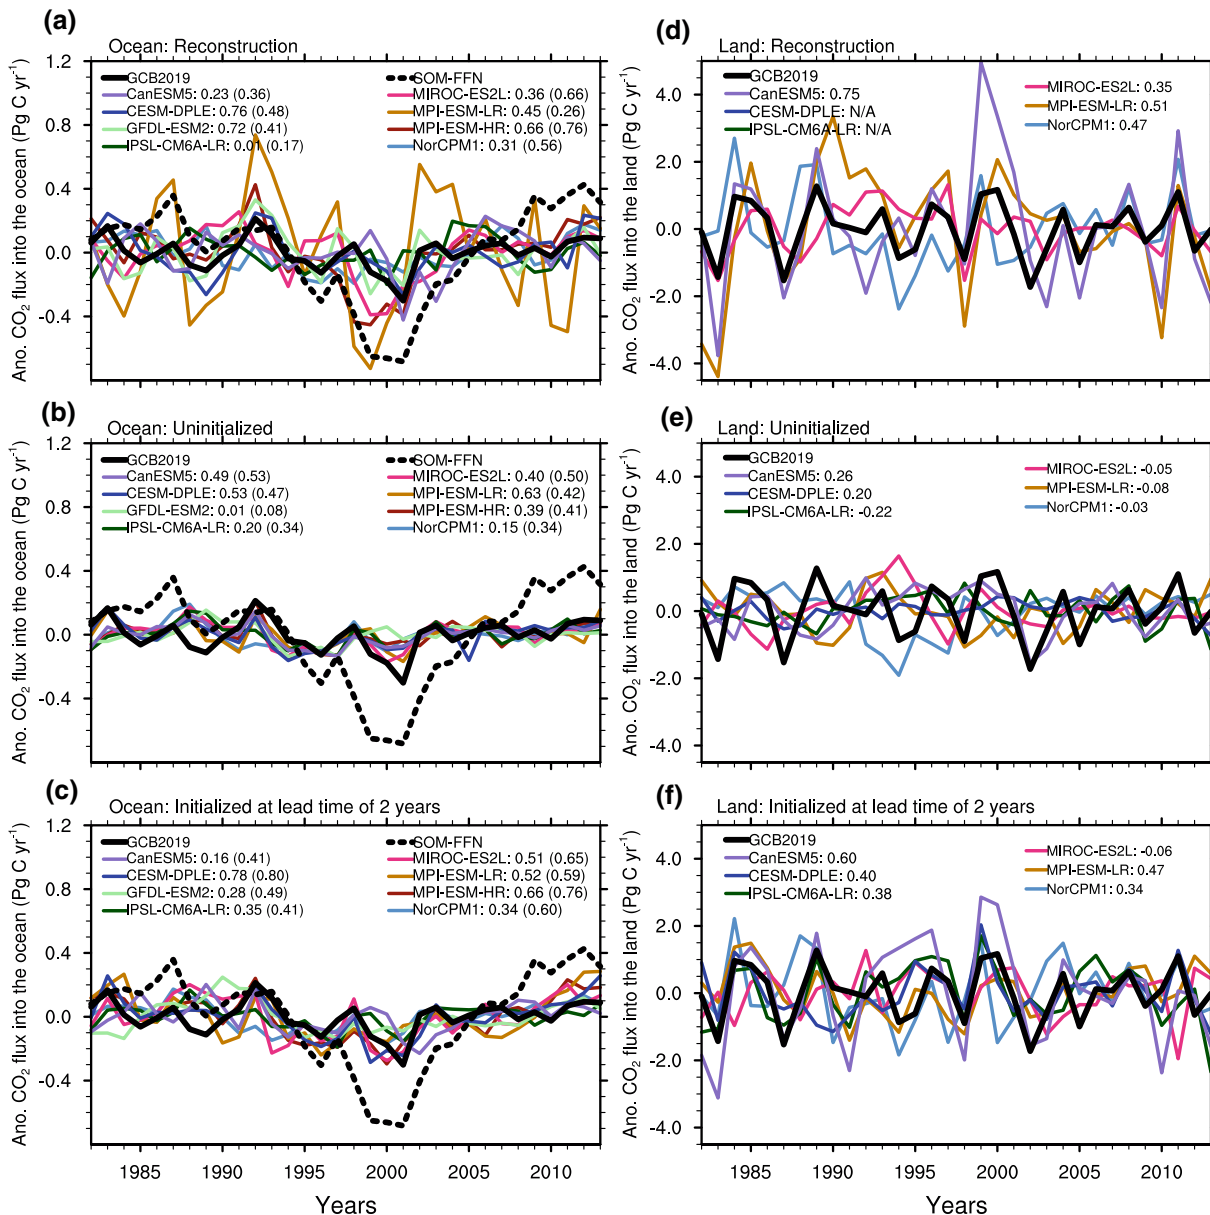 (a)
Ocean: Reconstruction
Ano. CO2 flux into the ocean (Pg C yr-1)
1.2
0.8
0.4
0.0
-0.4
GCB2019
CanESM5: 0.23 (0.36)
CESM-DPLE: 0.76 (0.48)
GFDL-ESM2: 0.72 (0.41)
IPSL-CM6A-LR: 0.01 (0.17)
SOM-FFN
MIROC-ES2L: 0.36 (0.66)
MPI-ESM-LR: 0.45 (0.26)
MPI-ESM-HR: 0.66 (0.76)
NorCPM1: 0.31 (0.56)
(d)
Land: Reconstruction
Ano. CO2 flux into the land (Pg C yr-1)
4.0
2.0
0.0
-2.0
-4.0
GCB2019
CanESM5: 0.75
CESM-DPLE: N/A
IPSL-CM6A-LR: N/A
MIROC-ES2L: 0.35
MPI-ESM-LR: 0.51
NorCPM1: 0.47
(b)
Ocean: Uninitialized
Ano. CO2 flux into the ocean (Pg C yr-1)
1.2
0.8
0.4
0.0
-0.4
GCB2019
CanESM5: 0.49 (0.53)
CESM-DPLE: 0.53 (0.47)
GFDL-ESM2: 0.01 (0.08)
IPSL-CM6A-LR: 0.20 (0.34)
SOM-FFN
MIROC-ES2L: 0.40 (0.50)
MPI-ESM-LR: 0.63 (0.42)
MPI-ESM-HR: 0.39 (0.41)
NorCPM1: 0.15 (0.34)
(e)
Land: Uninitialized
Ano. CO2 flux into the land (Pg C yr-1)
4.0
2.0
0.0
-2.0
-4.0
GCB2019
CanESM5: 0.26
CESM-DPLE: 0.20
IPSL-CM6A-LR: -0.22
MIROC-ES2L: -0.05
MPI-ESM-LR: -0.08
NorCPM1: -0.03
(c)
Ocean: Initialized at lead time of 2 years
Ano. CO2 flux into the ocean (Pg C yr-1)
1.2
0.8
0.4
0.0
-0.4
GCB2019
CanESM5: 0.16 (0.41)
CESM-DPLE: 0.78 (0.80)
GFDL-ESM2: 0.28 (0.49)
IPSL-CM6A-LR: 0.35 (0.41)
SOM-FFN
MIROC-ES2L: 0.51 (0.65)
MPI-ESM-LR: 0.52 (0.59)
MPI-ESM-HR: 0.66 (0.76)
NorCPM1: 0.34 (0.60)
1985 1990 1995 2000 2005 2010
Years
(f)
Land: Initialized at lead time of 2 years
Ano. CO2 flux into the land (Pg C yr-1)
4.0
2.0
0.0
-2.0
-4.0
GCB2019
CanESM5: 0.60
CESM-DPLE: 0.40
IPSL-CM6A-LR: 0.38
MIROC-ES2L: -0.06
MPI-ESM-LR: 0.47
NorCPM1: 0.34
1985 1990 1995 2000 2005 2010
Years